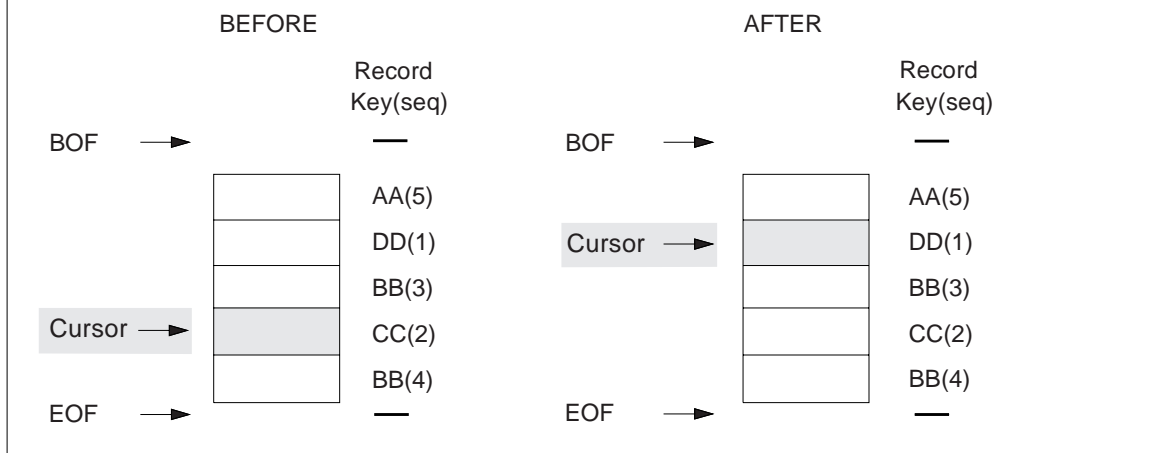 BEFORE
Record
Key(seq)
BOF
—
AA(5)
DD(1)
BB(3)
Cursor
CC(2)
BB(4)
EOF
—
AFTER
Record
Key(seq)
BOF
—
AA(5)
Cursor
DD(1)
BB(3)
CC(2)
BB(4)
EOF
—